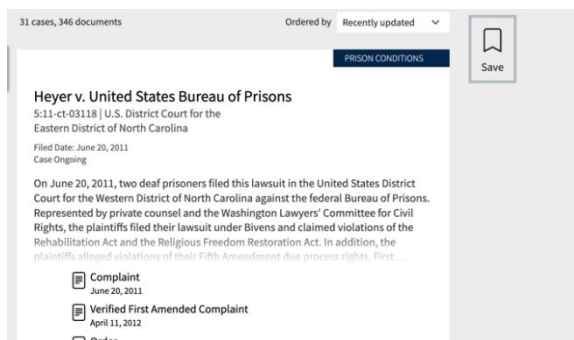 31 cases, 346 documents
Ordered by Recently updated
Save
PRISON CONDITIONS
Heyer v. United States Bureau of Prisons
5:11-ct-03118 | U.S. District Court for the
Eastern District of North Carolina
Filed Date: June 20, 2011
Case Ongoing
On June 20, 2011, two deaf prisoners filed this lawsuit in the United States District
Court for the Western District of North Carolina against the federal Bureau of Prisons.
Represented by private counsel and the Washington Lawyers' Committee for Civil
Rights, the plaintiffs filed their lawsuit under Bivens and claimed violations of the
Rehabilitation Act and the Religious Freedom Restoration Act. In addition, the
plaintiffs alleged violations of their Fifth Amendment due process rights, First ....
Complaint
June 20, 2011
Verified First Amended Complaint
April 11, 2012
Order